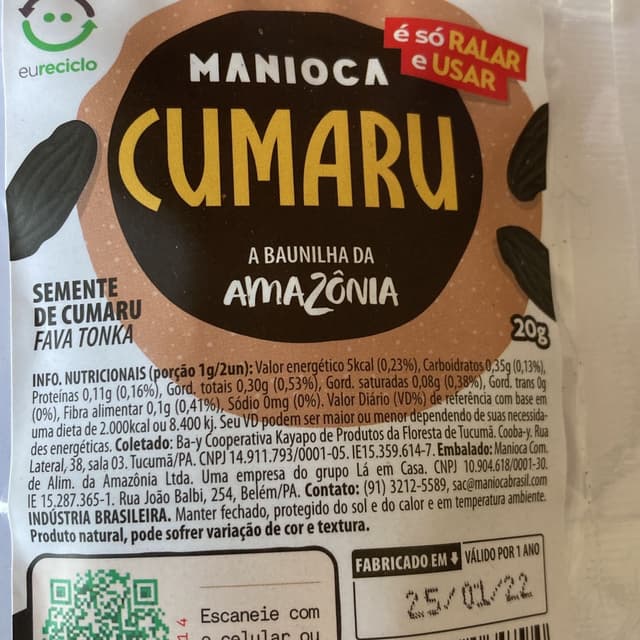 eureciclo
MANIOCA
é só RALAR
e USAR
CUMARU
A BAUNILHA DA
AMAZÔNIA
SEMENTE
DE CUMARU
FAVA TONKA
20g
INFO. NUTRICIONAIS (porção 1g/2un): Valor energético 5kcal (0,23%), Carboidratos 0,35g (0,13%),
Proteínas 0,11g (0,16%), Gord. totais 0,30g (0,53%), Gord. saturadas 0,08g (0,38%), Gord. trans 0g
(0%), Fibra alimentar 0,1g (0,41%), Sódio 0mg (0%). Valor Diário (VD%) de referência com base em
uma dieta de 2.000kcal ou 8.400 kj. Seu VD podem ser maior ou menor dependendo de suas necessida-
des energéticas. Coletado: Ba-y Cooperativa Kayapo de Produtos da Floresta de Tucumã. Cooba-y. Rua
Lateral, 38, sala 03. Tucumã/PA. CNPJ 14.911.793/0001-05. IE15.359.614-7. Embalado: Manioca Com.
de Alim. da Amazônia Ltda. Uma empresa do grupo Lá em Casa. CNPJ 10.904.618/0001-30.
IE 15.287.365-1. Rua João Balbi, 254, Belém/PA. Contato: (91) 3212-5589, sac@maniocabrasil.com
INDÚSTRIA BRASILEIRA. Manter fechado, protegido do sol e do calor e em temperatura ambiente.
Produto natural, pode sofrer variação de cor e textura.
FABRICADO EM VÁLIDO POR 1 ANO
25/01/22
Escaneie com
o celular ou